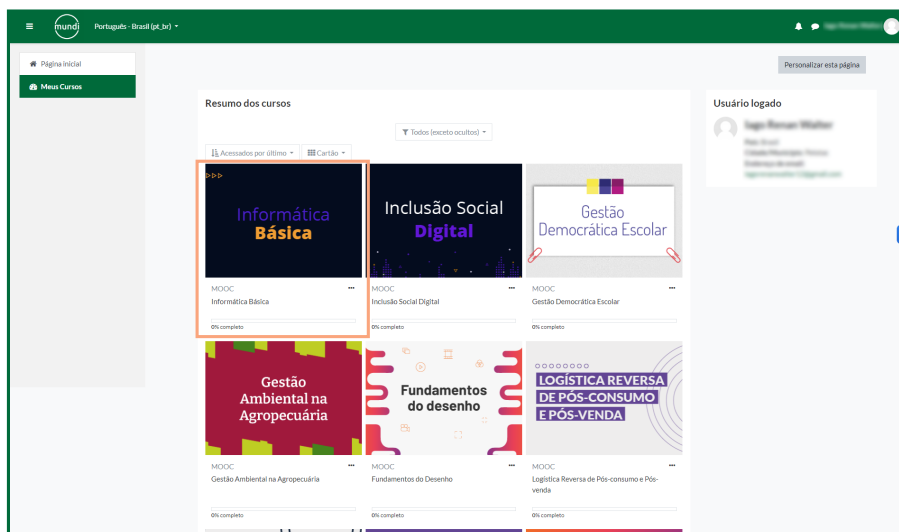 mundi
Português - Brasil (pt_br)
Página inicial
Meus Cursos
Personalizar esta página
Resumo dos cursos
Todos (exceto ocultos)
Acessados por último
Cartão
Usuário logado
Informática
Básica
Inclusão Social
Digital
Gestão
Democrática Escolar
MOOC
Informática Básica
0% completo
MOOC
Inclusão Social Digital
0% completo
MOOC
Gestão Democrática Escolar
0% completo
Gestão
Ambiental na
Agropecuária
Fundamentos
do desenho
LOGÍSTICA REVERSA
DE PÓS-CONSUMO
E PÓS-VENDA
MOOC
Gestão Ambiental na Agropecuária
0% completo
MOOC
Fundamentos do Desenho
0% completo
MOOC
Logística Reversa de Pós-consumo e Pós-
venda
0% completo